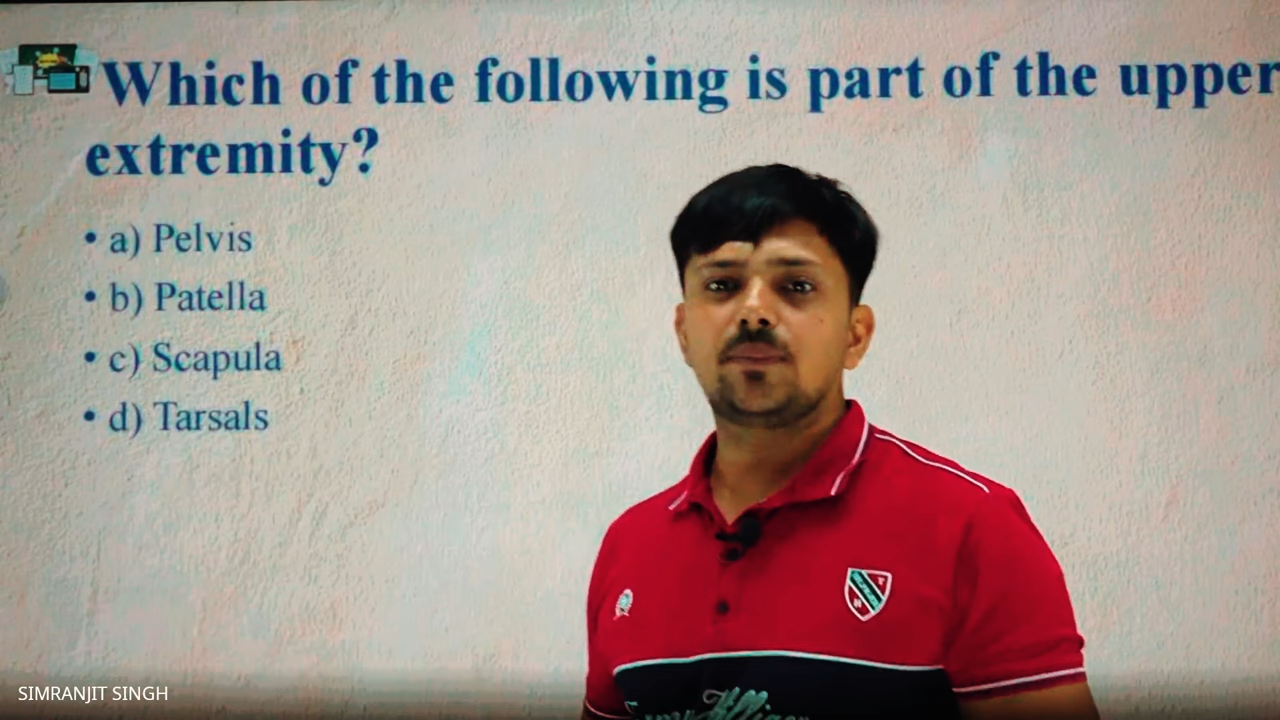 Which of the following is part of the upper
extremity?
• a) Pelvis
• b) Patella
• c) Scapula
• d) Tarsals
SIMRANJIT SINGH